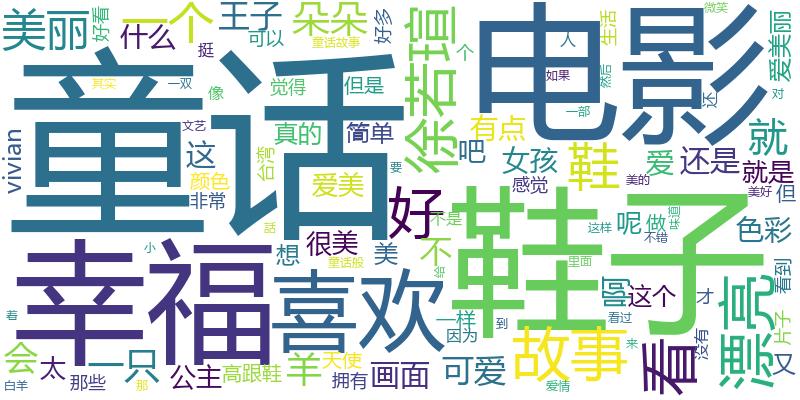 美丽
好看
一个
王子
朵朵
电影
微笑
什么
挺
可以
童话故事
好多
个
人
生活
爱美丽
童话
其实
一双
像
觉得
但是
徐若瑄
如果
然后
还
对
文艺
真的
简单
有点
一部
就
vivian
这
台湾
吧
女孩
鞋
爱
还是
就是
颜色
非常
爱美
要
感觉
美的
美好
但
好
不是
鞋子
这样
呢
做
味道
色彩
話
想
很美
美
不
不错
幸福
小
童话般
喜欢
给
里面
啊
这个
才
漂亮
看到
着
一样
因为
到
看过
片子
会
太
一只
羊
天使
可爱
故事
来
看
没有
又
白羊
那些
那
公主
高跟鞋
拥有
画面
爱情